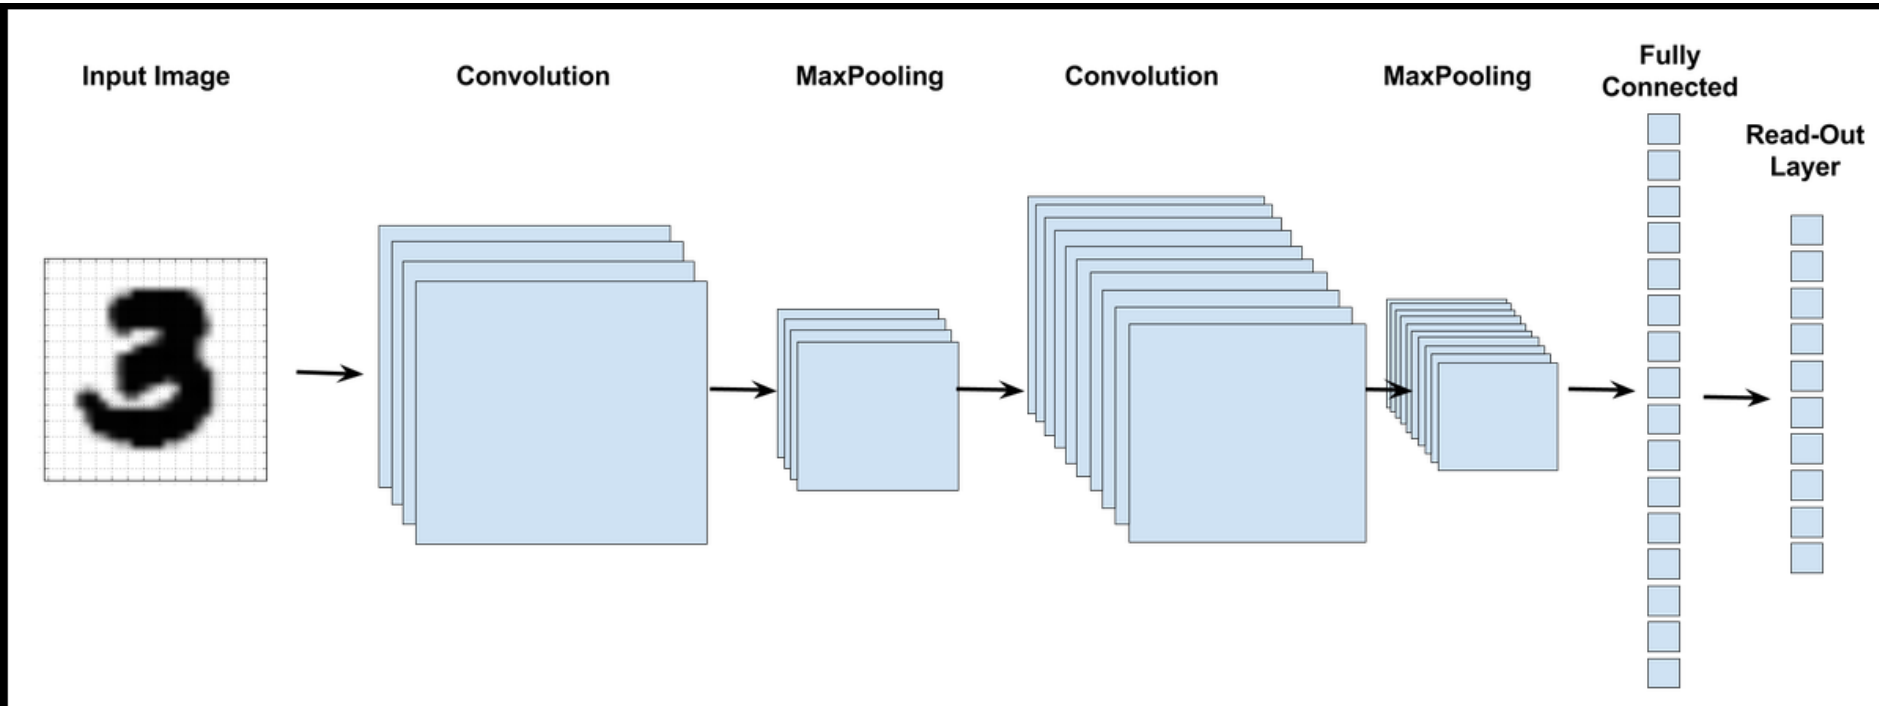 Input Image
Convolution
MaxPooling
Convolution
MaxPooling
Fully
Connected
Read-Out
Layer
3